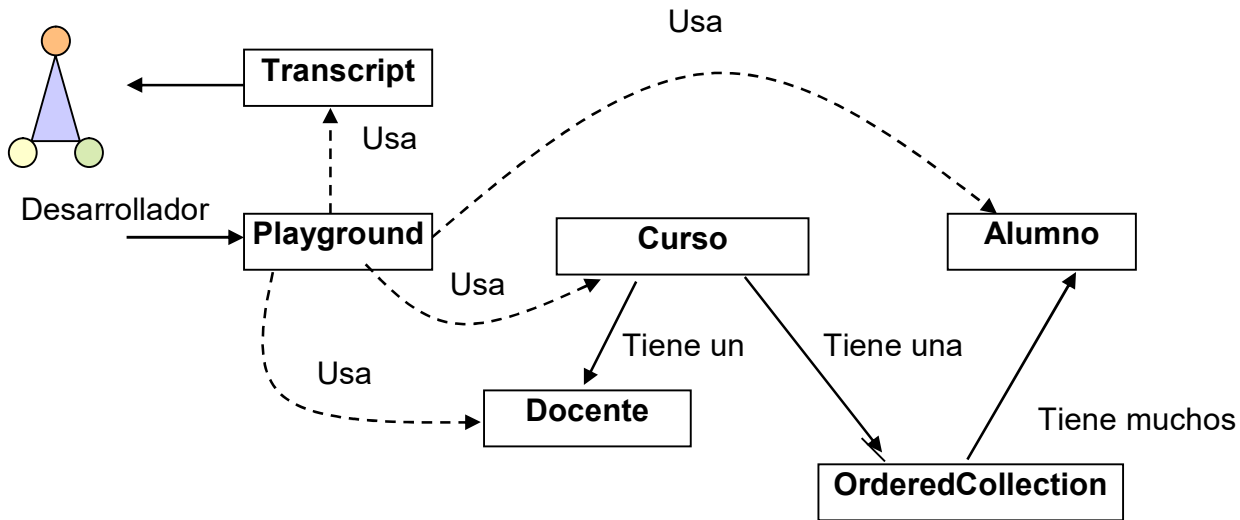 Usa
Transcript
Usa
Desarrollador
Playground
Curso
Alumno
Usa
Tiene un
Tiene una
Usa
Docente
Tiene muchos
OrderedCollection